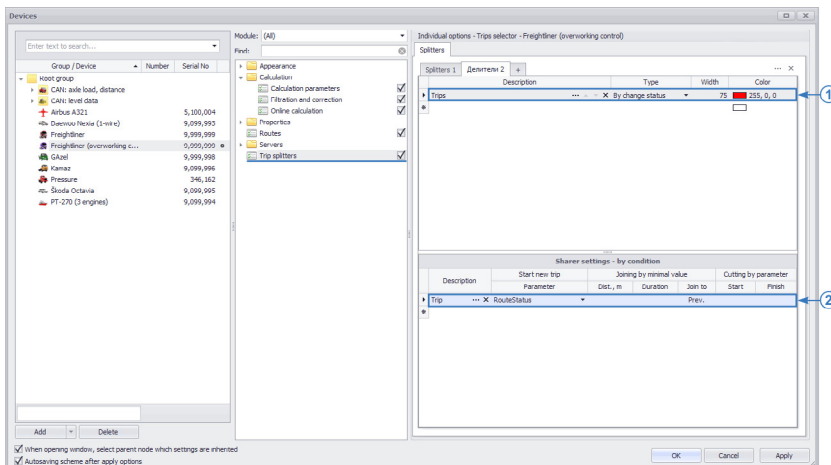 Devices
Enter text to search...
Group / Device Number Serial No
Root group
CAN: axle load, distance
CAN: level data
Airbus A321 5,100,004
Daewoo Nexia (1-wire) 9,099,995
Freightliner 9,999,999
Freightliner (overworking c... 9,999,999
GAzel 9,999,998
Kamaz 9,099,996
Pressure 346,162
Škoda Octavia 9,099,995
PT-270 (3 engines) 9,099,994
Add Delete
When opening window, select parent node which settings are inherited
Autosaving scheme after apply options
Module: (All)
Find:
Appearance
Calculation
Calculation parameters
Filtration and correction
Online calculation
Properties
Routes
Servers
Trip splitters
Individual options - Trips selector - Freightliner (overworking control)
Splitters
Splitters 1 Делители 2 +
Description Type Width Color
Trips ... By change status 75 255, 0, 0
1
Sharer settings - by condition
Description Start new trip Joining by minimal value Cutting by parameter
Parameter Dist., m Duration Join to Start Finish
Trip ... RouteStatus Prev.
2
OK Cancel Apply